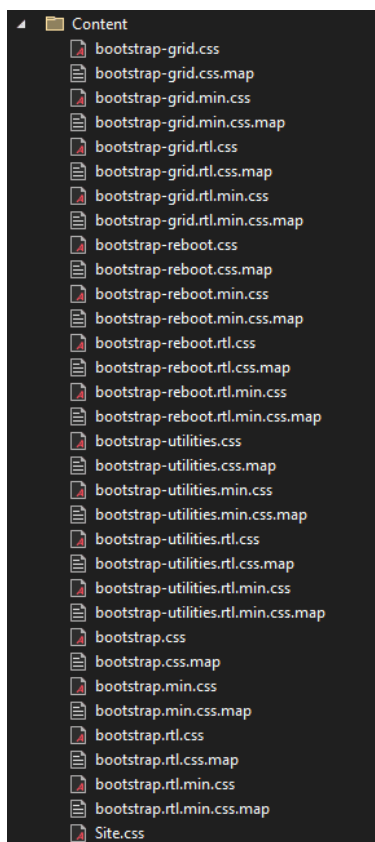 Content
bootstrap-grid.css
bootstrap-grid.css.map
bootstrap-grid.min.css
bootstrap-grid.min.css.map
bootstrap-grid.rtl.css
bootstrap-grid.rtl.css.map
bootstrap-grid.rtl.min.css
bootstrap-grid.rtl.min.css.map
bootstrap-reboot.css
bootstrap-reboot.css.map
bootstrap-reboot.min.css
bootstrap-reboot.min.css.map
bootstrap-reboot.rtl.css
bootstrap-reboot.rtl.css.map
bootstrap-reboot.rtl.min.css
bootstrap-reboot.rtl.min.css.map
bootstrap-utilities.css
bootstrap-utilities.css.map
bootstrap-utilities.min.css
bootstrap-utilities.min.css.map
bootstrap-utilities.rtl.css
bootstrap-utilities.rtl.css.map
bootstrap-utilities.rtl.min.css
bootstrap-utilities.rtl.min.css.map
bootstrap.css
bootstrap.css.map
bootstrap.min.css
bootstrap.min.css.map
bootstrap.rtl.css
bootstrap.rtl.css.map
bootstrap.rtl.min.css
bootstrap.rtl.min.css.map
Site.css